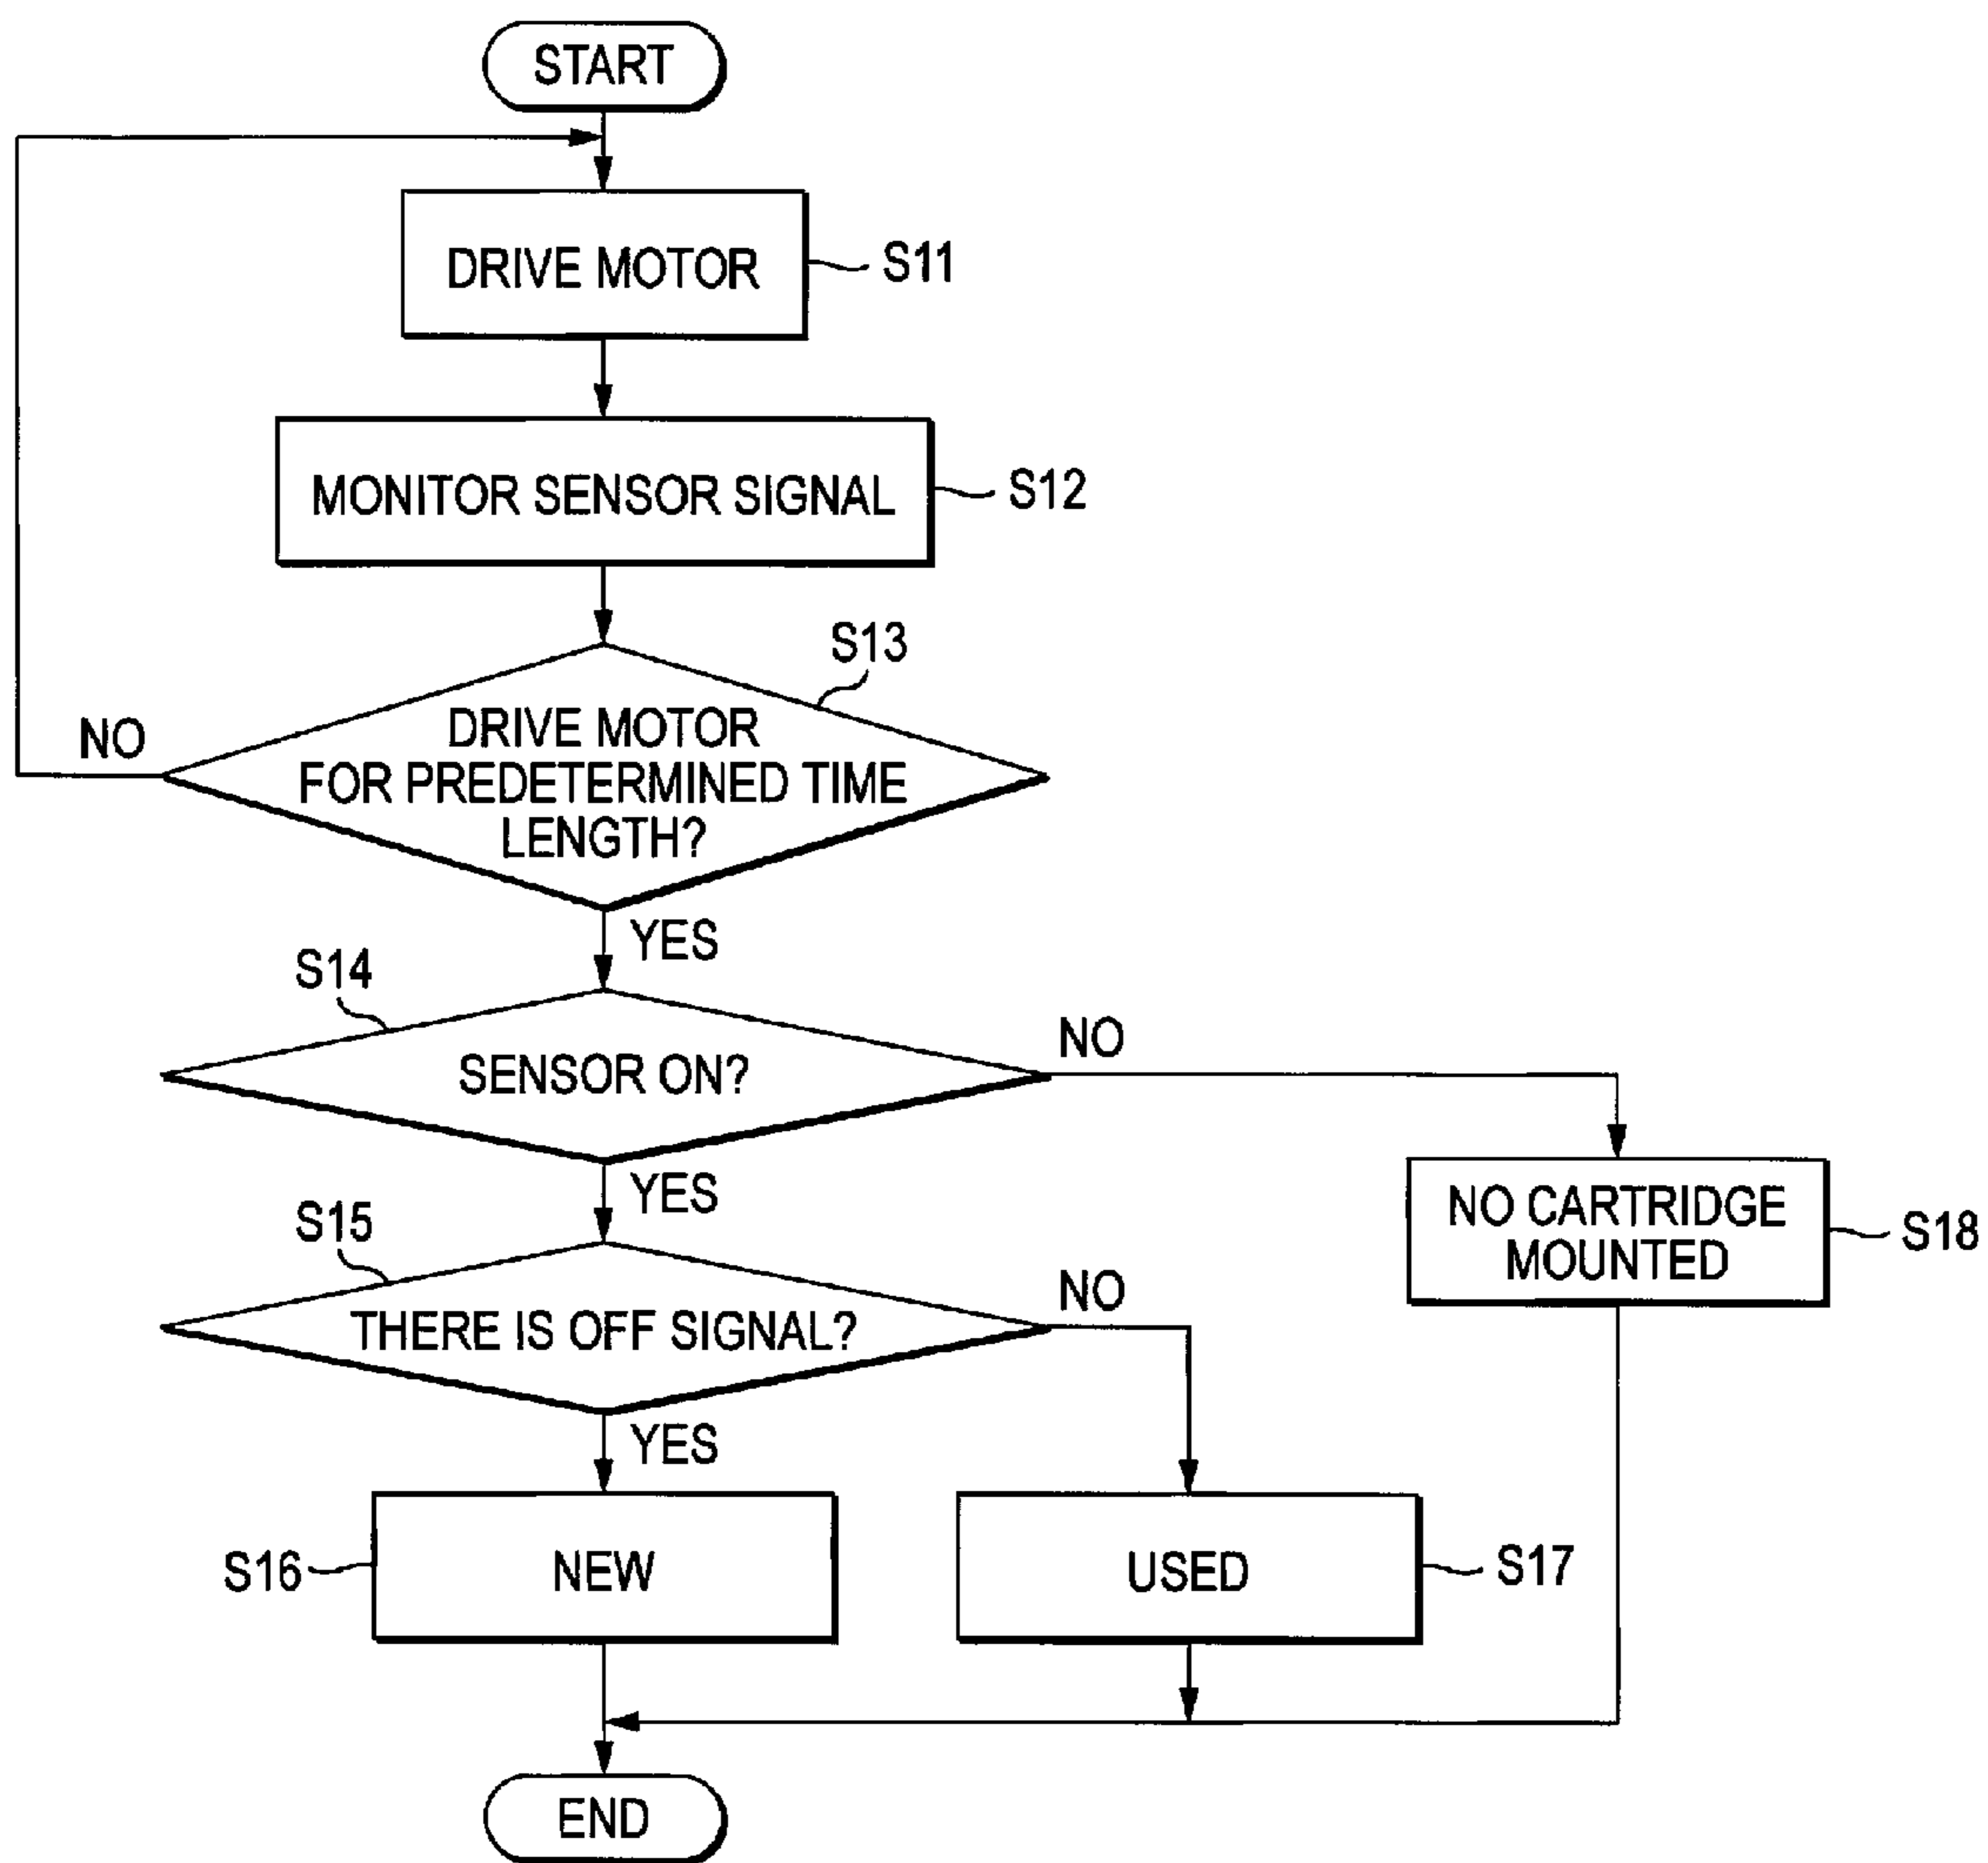 START
DRIVE MOTOR
S11
MONITOR SENSOR SIGNAL
S12
S13
DRIVE MOTOR
FOR PREDETERMINED TIME
LENGTH?
NO
YES
S14
SENSOR ON?
NO
YES
NO CARTRIDGE
MOUNTED
S18
S15
THERE IS OFF SIGNAL?
NO
YES
S16
NEW
USED
S17
END